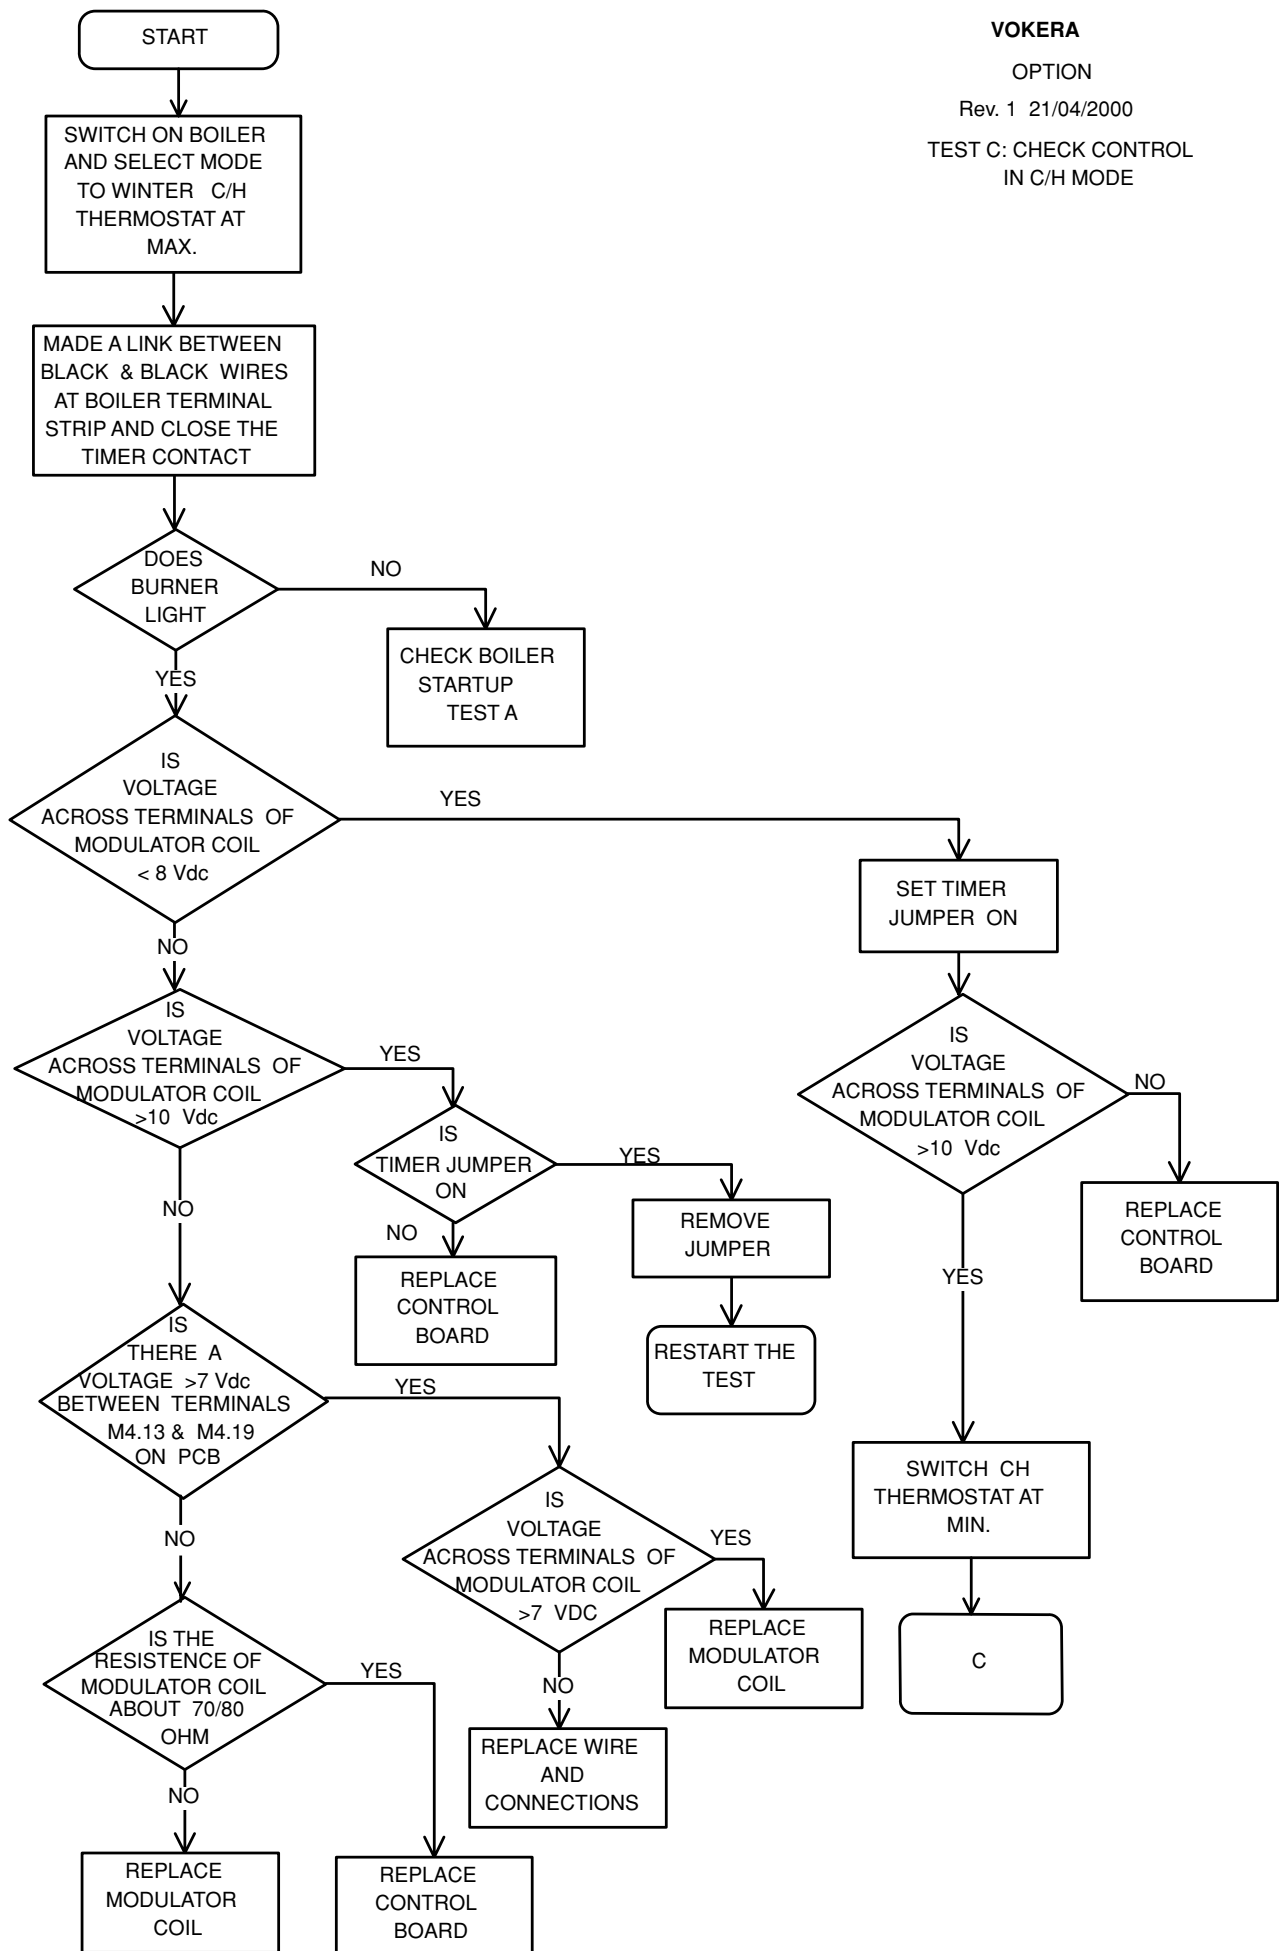 START
VOKERA
OPTION
Rev. 1 21/04/2000
TEST C: CHECK CONTROL
IN C/H MODE
SWITCH ON BOILER
AND SELECT MODE
TO WINTER C/H
THERMOSTAT AT
MAX.
MADE A LINK BETWEEN
BLACK & BLACK WIRES
AT BOILER TERMINAL
STRIP AND CLOSE THE
TIMER CONTACT
DOES
BURNER
LIGHT
NO
CHECK BOILER
STARTUP
TEST A
YES
IS
VOLTAGE
ACROSS TERMINALS OF
MODULATOR COIL
< 8 Vdc
YES
SET TIMER
JUMPER ON
NO
IS
VOLTAGE
ACROSS TERMINALS OF
MODULATOR COIL
>10 Vdc
YES
IS
TIMER JUMPER
ON
YES
REMOVE
JUMPER
RESTART THE
TEST
NO
REPLACE
CONTROL
BOARD
IS
VOLTAGE
ACROSS TERMINALS OF
MODULATOR COIL
>10 Vdc
NO
REPLACE
CONTROL
BOARD
YES
SWITCH CH
THERMOSTAT AT
MIN.
C
NO
IS
THERE A
VOLTAGE >7 Vdc
BETWEEN TERMINALS
M4.13 & M4.19
ON PCB
YES
IS
VOLTAGE
ACROSS TERMINALS OF
MODULATOR COIL
>7 VDC
YES
REPLACE
MODULATOR
COIL
NO
REPLACE WIRE
AND
CONNECTIONS
NO
IS THE
RESISTENCE OF
MODULATOR COIL
ABOUT 70/80
OHM
YES
REPLACE
CONTROL
BOARD
NO
REPLACE
MODULATOR
COIL